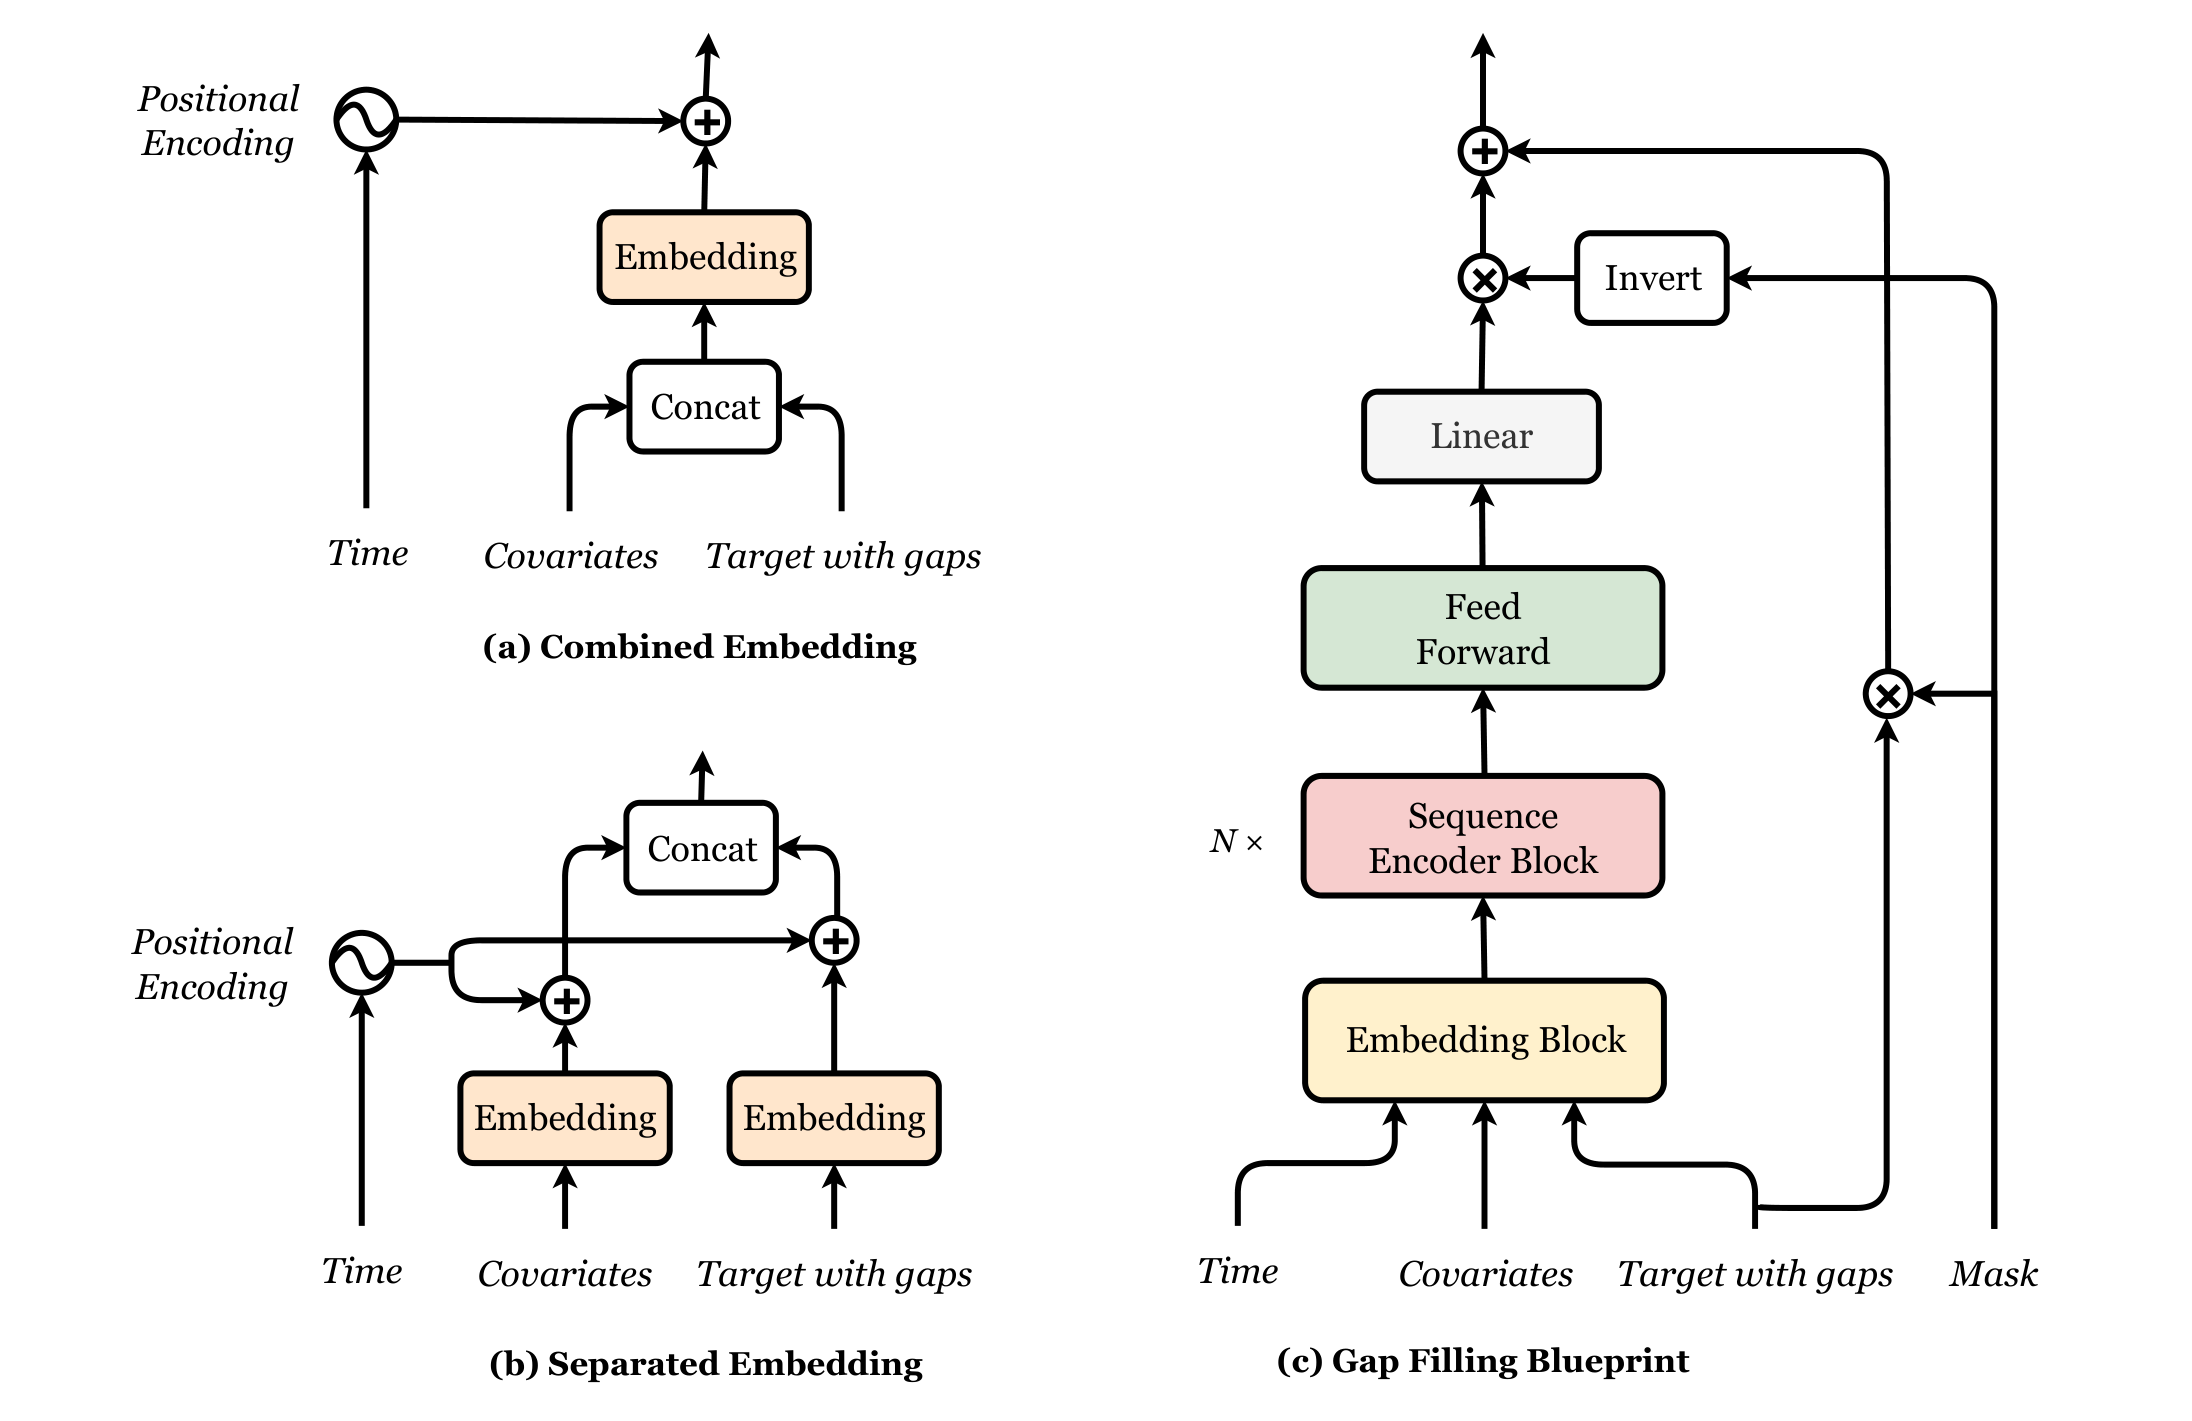 Positional
Encoding
Embedding
Concat
Time
Covariates
Target with gaps
(a) Combined Embedding
Concat
Positional
Encoding
Embedding
Embedding
Time
Covariates
Target with gaps
(b) Separated Embedding
Invert
Linear
Feed
Forward
N ×
Sequence
Encoder Block
Embedding Block
Time
Covariates
Target with gaps
Mask
(c) Gap Filling Blueprint